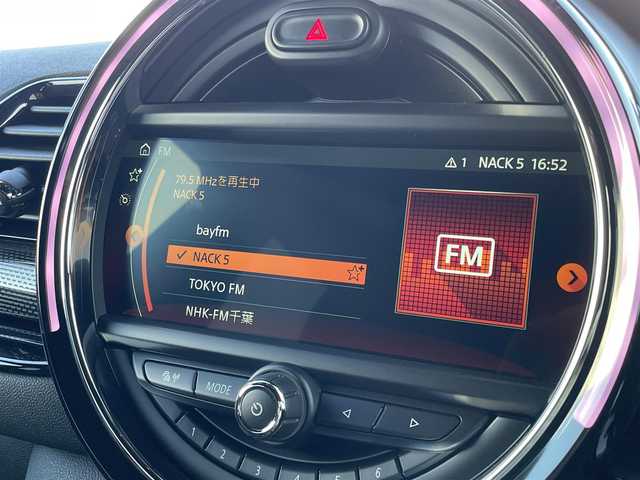 FM
1 NACK 5 16:52
79.5 MHzを再生中
NACK 5
bayfm
NACK 5
TOKYO FM
NHK-FM千葉
FM
MODE
1
2
3
4
5
6